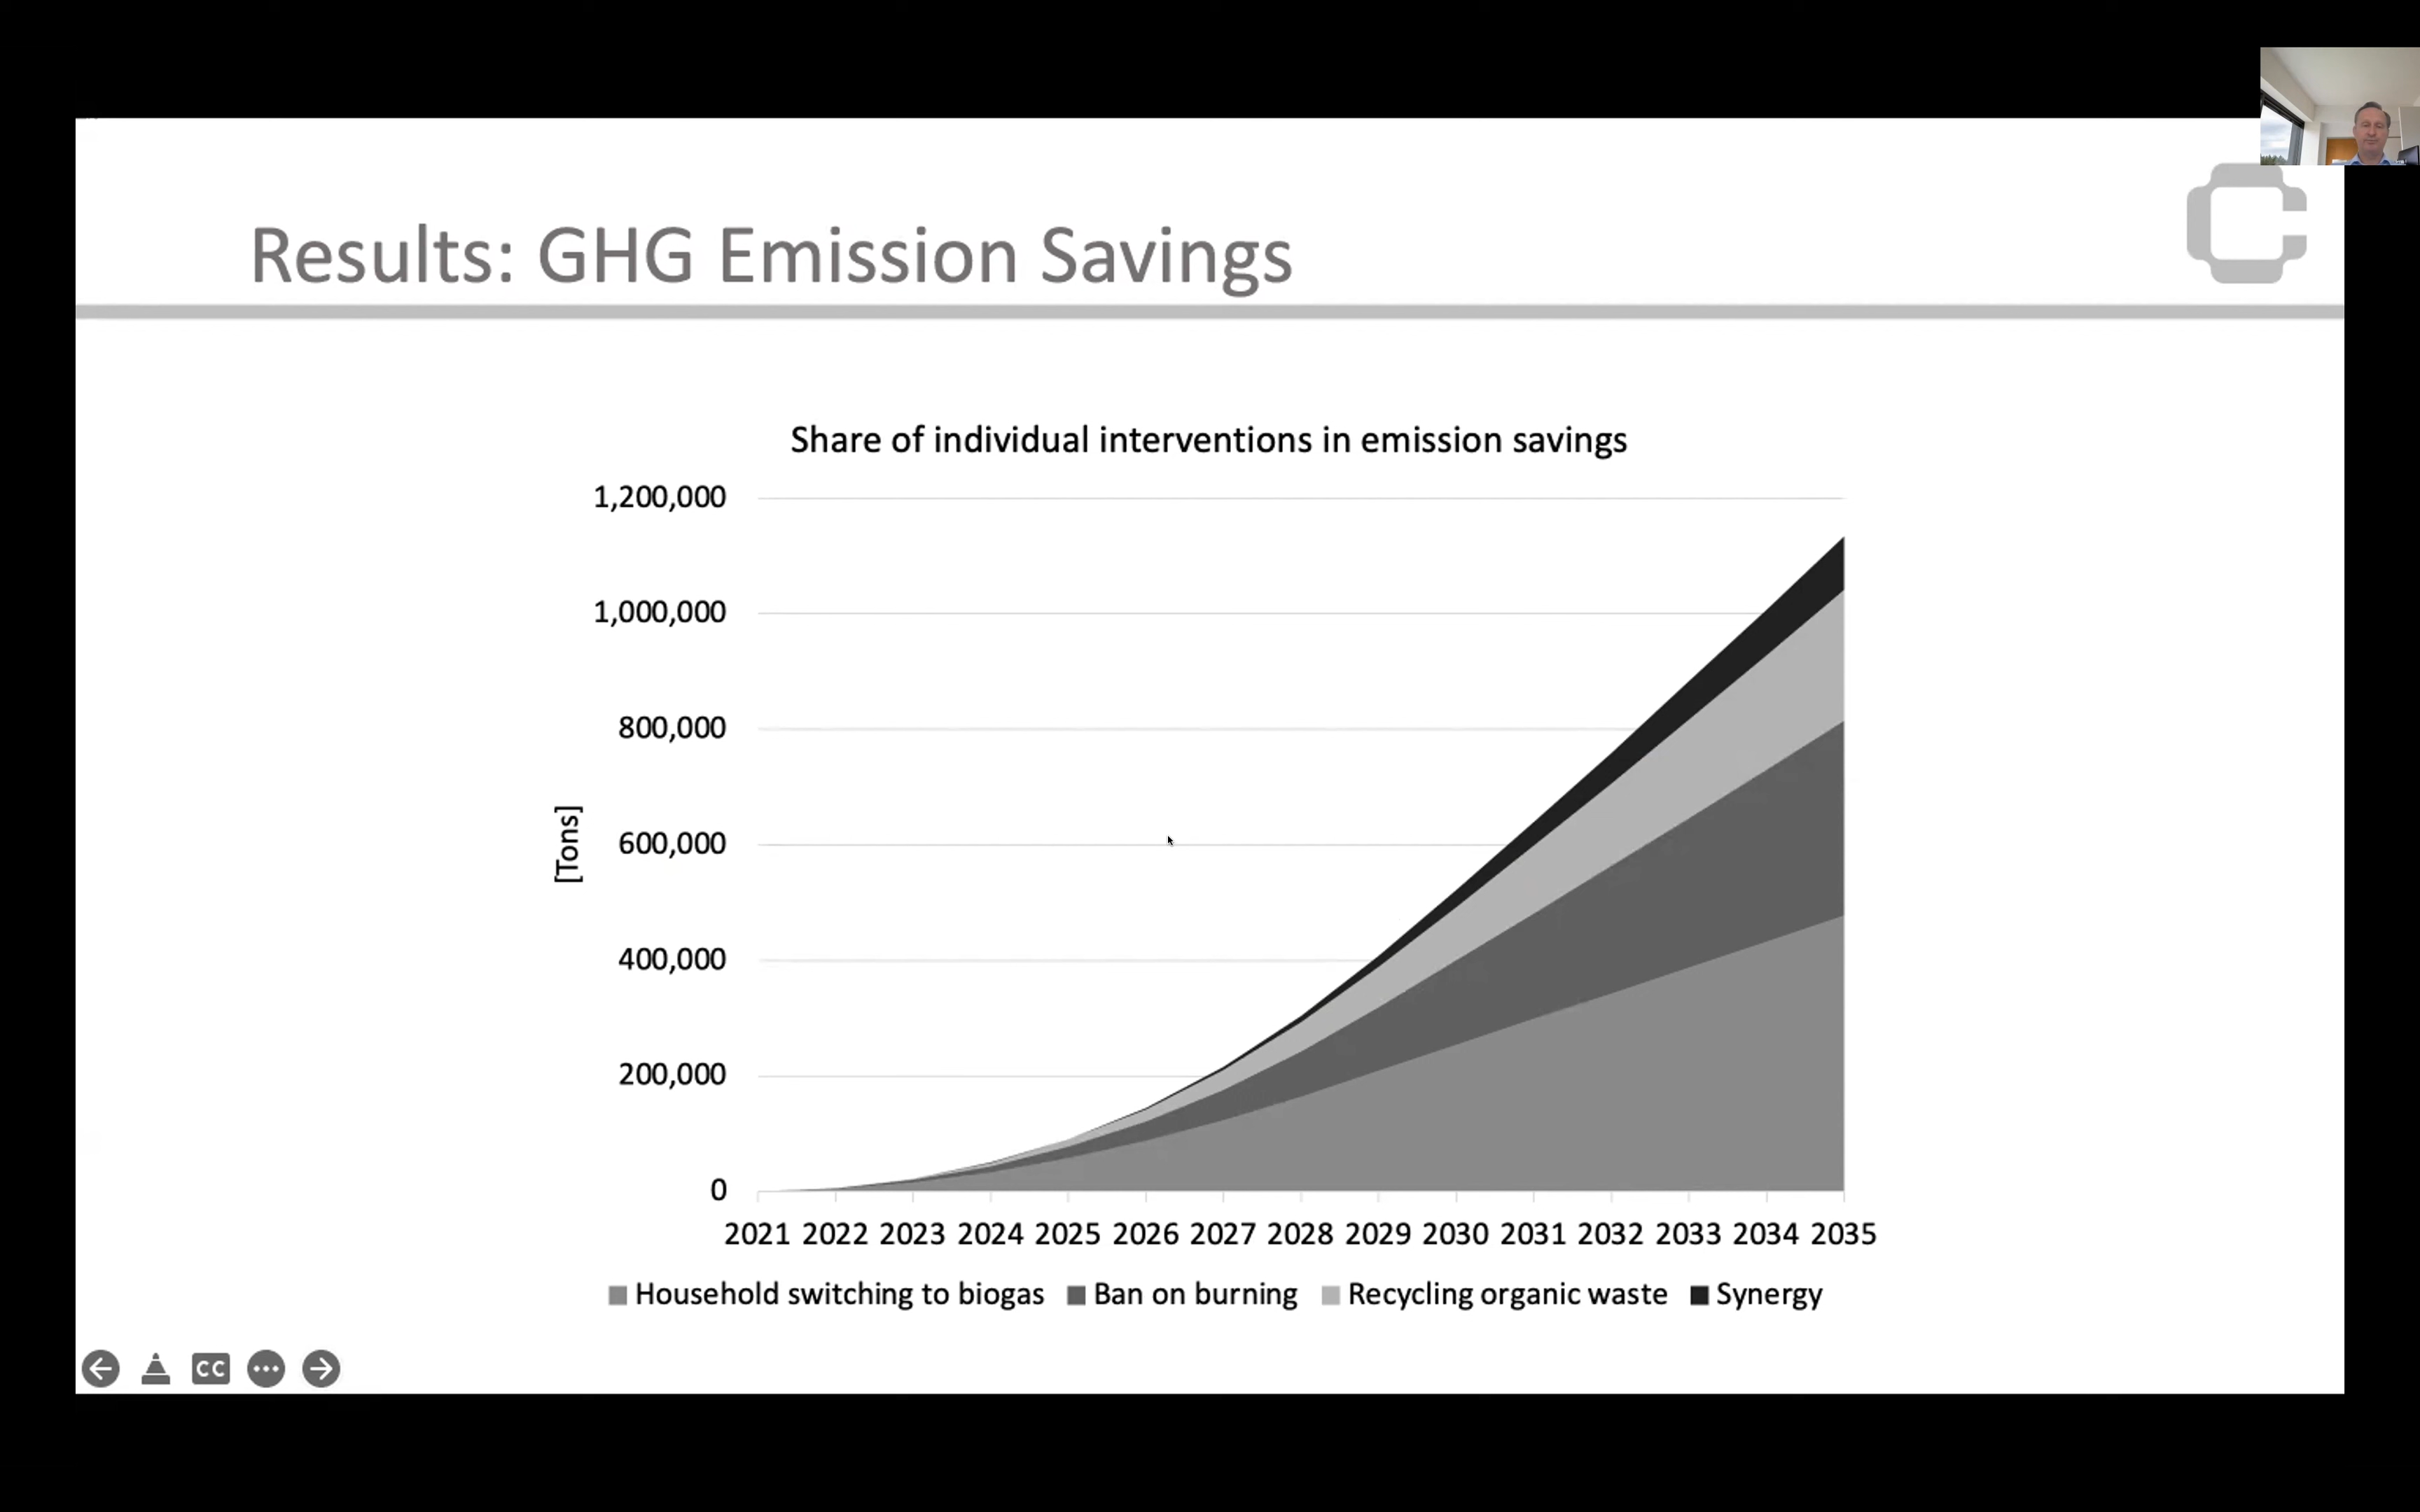 Results: GHG Emission Savings
Share of individual interventions in emission savings
1,200,000
1,000,000
800,000
600,000
400,000
200,000
0
[Tons]
2021 2022 2023 2024 2025 2026 2027 2028 2029 2030 2031 2032 2033 2034 2035
Household switching to biogas Ban on burning Recycling organic waste Synergy
CC